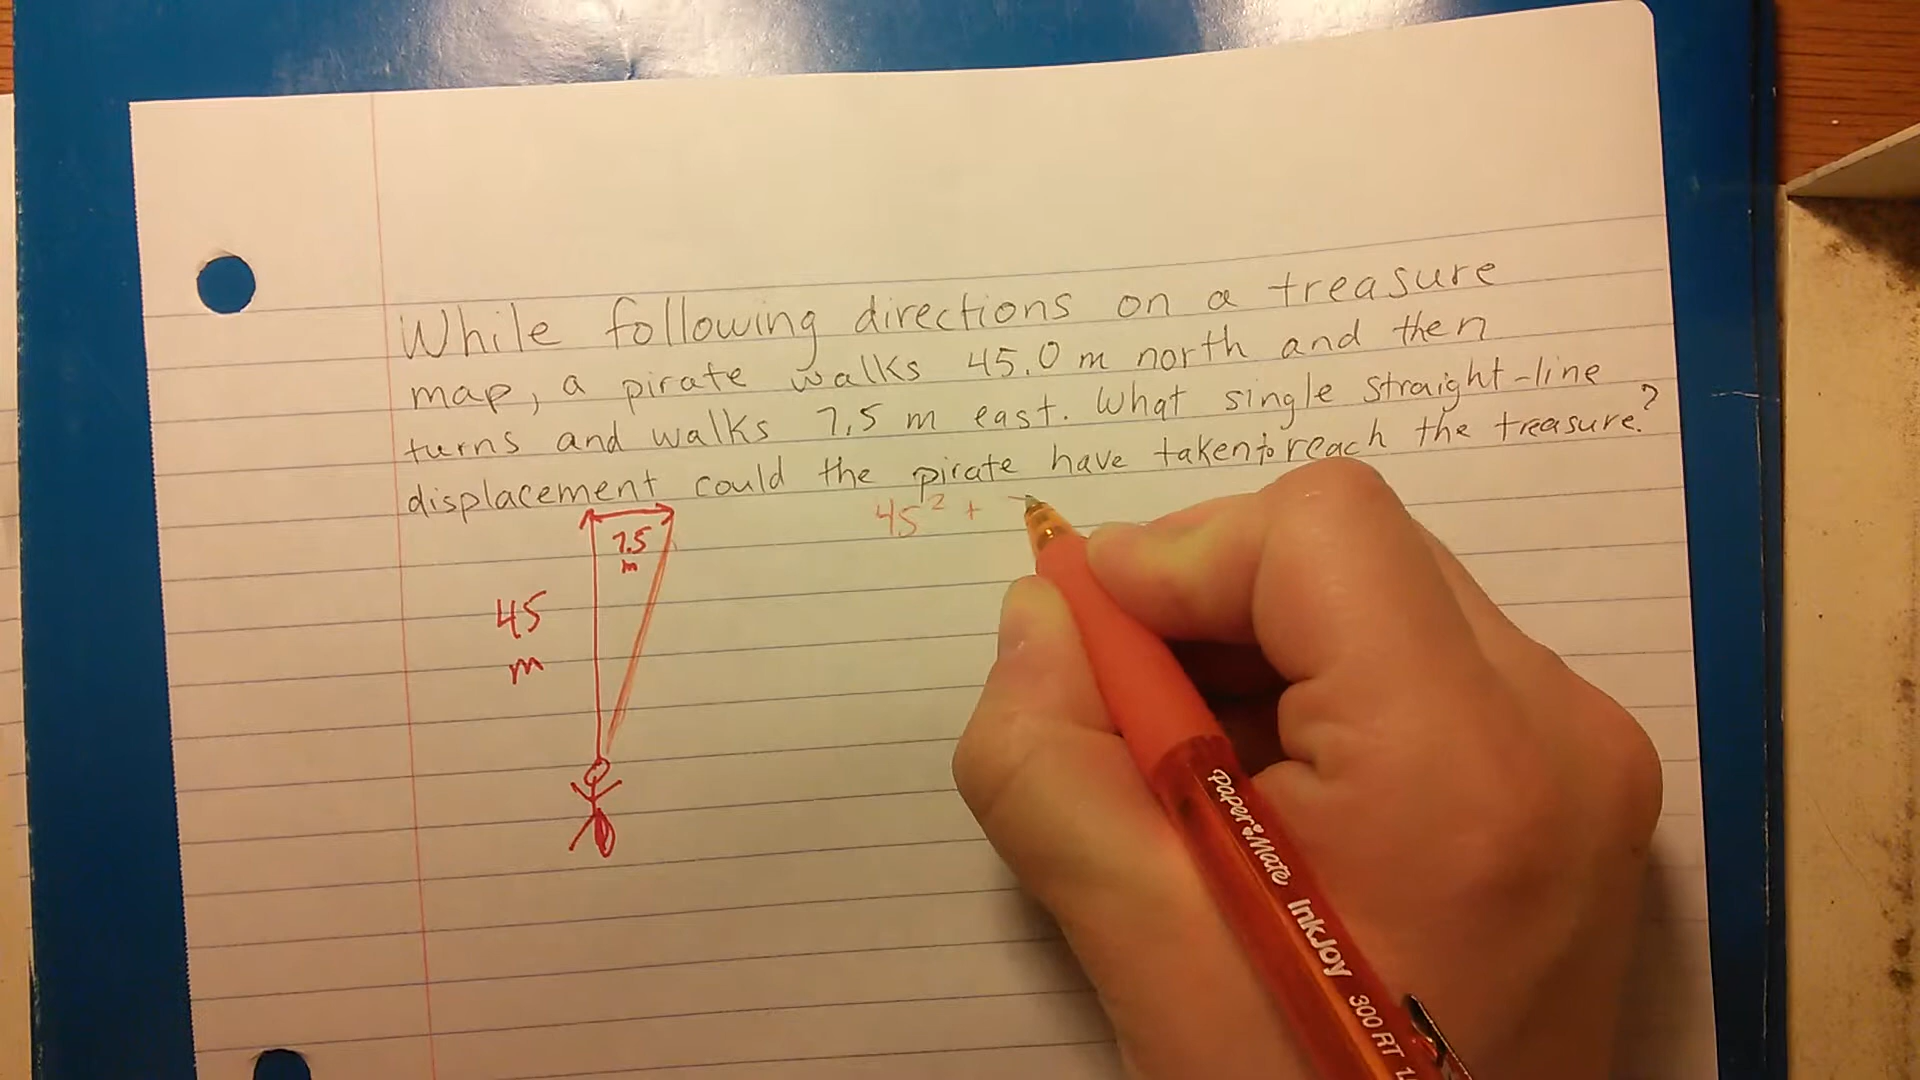 While following directions on a treasure
map, a pirate walks 45.0 m north and then
turns and walks 7.5 m east. What single straight-line
displacement could the pirate have taken to reach the treasure?
45² +
7.5
m
45
m
Paper Mate InkJoy 300 RT